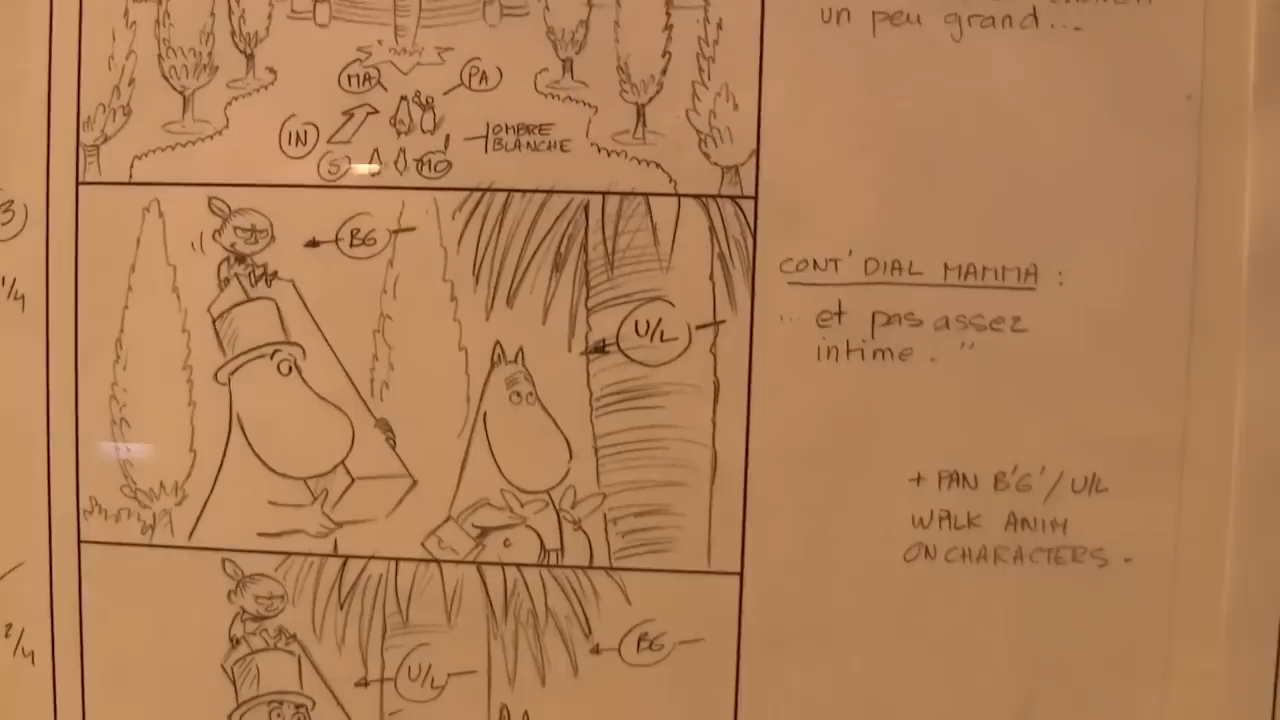 un peu grand...
MA
PA
IN
OMBRE
BLANCHE
S
MO
3)
1/4
BG
U/L
CONT' DIAL MAMMA :
... et pas assez
intime. "
+ PAN B'G' / U/L
WALK ANIM
ON CHARACTERS.
BG
U/L
2/4